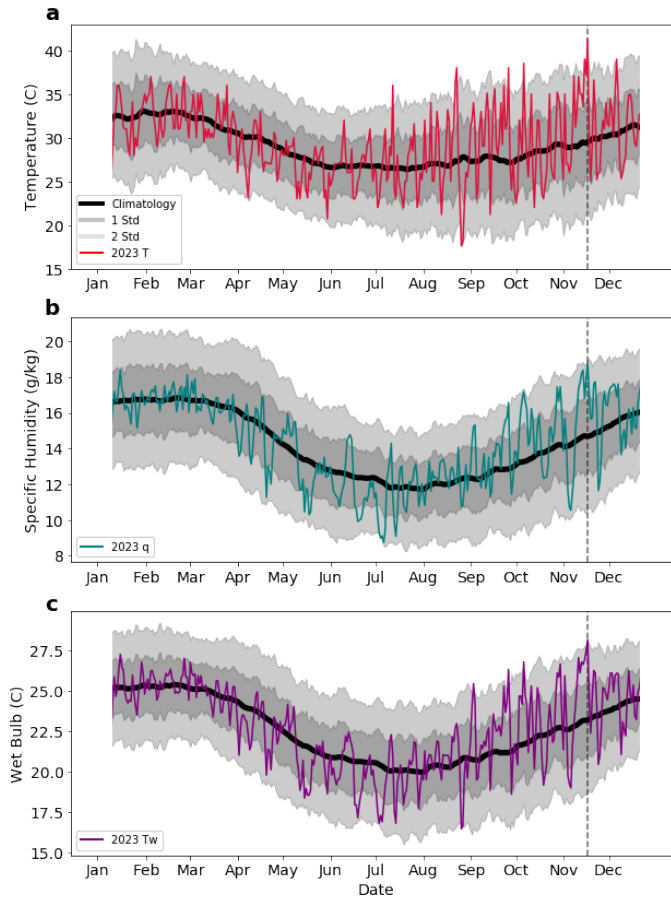 a
Temperature (C)
40
35
30
25
20
15
Climatology
1 Std
2 Std
2023 T
Jan Feb Mar Apr May Jun Jul Aug Sep Oct Nov Dec
b
Specific Humidity (g/kg)
20
18
16
14
12
10
8
2023 q
Jan Feb Mar Apr May Jun Jul Aug Sep Oct Nov Dec
c
Wet Bulb (C)
27.5
25.0
22.5
20.0
17.5
15.0
2023 Tw
Jan Feb Mar Apr May Jun Jul Aug Sep Oct Nov Dec
Date